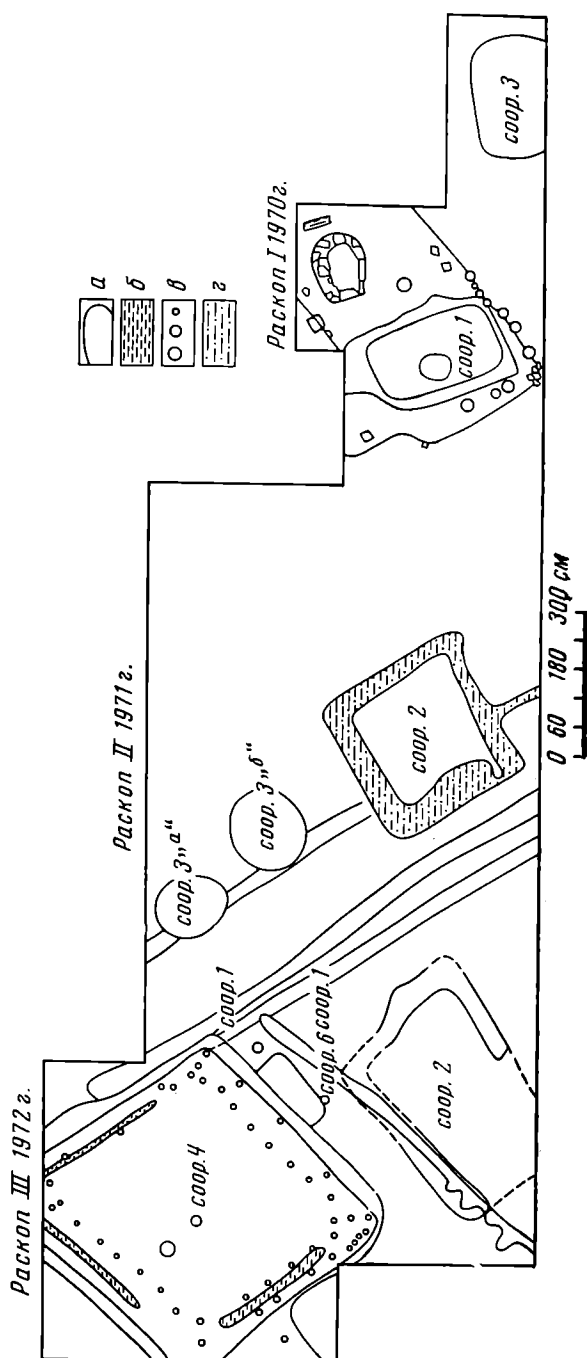 Раскоп III 1972 г.
Раскоп II 1971 г.
Раскоп I 1970 г.
а
б
в
г
соор. 4
соор. 1
соор. 6
соор. 1
соор. 2
соор. 3 „а“
соор. 3 „б“
соор. 2
соор. 1
соор. 3
0 60 180 300 см